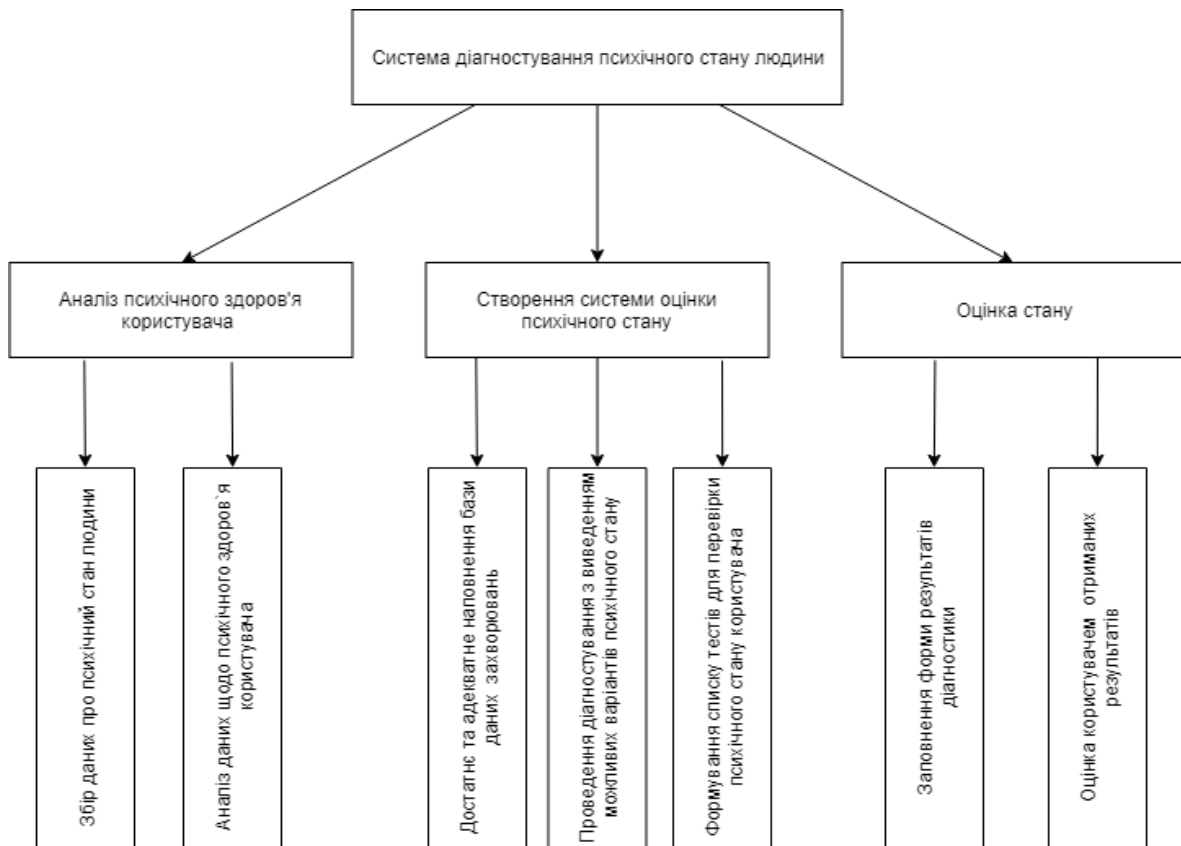 Система діагностування психічного стану людини
Аналіз психічного здоров'я
користувача
Створення системи оцінки
психічного стану
Оцінка стану
Збір даних про психічний стан людини
Аналіз даних щодо психічного здоров`я
користувача
Достатнє та адекватне наповнення бази
даних захворювань
Проведення діагностування з виведенням
можливих варіантів психічного стану
Формування списку тестів для перевірки
психічного стану користувача
Заповнення форми результатів
діагностики
Оцінка користувачем отриманих
результатів